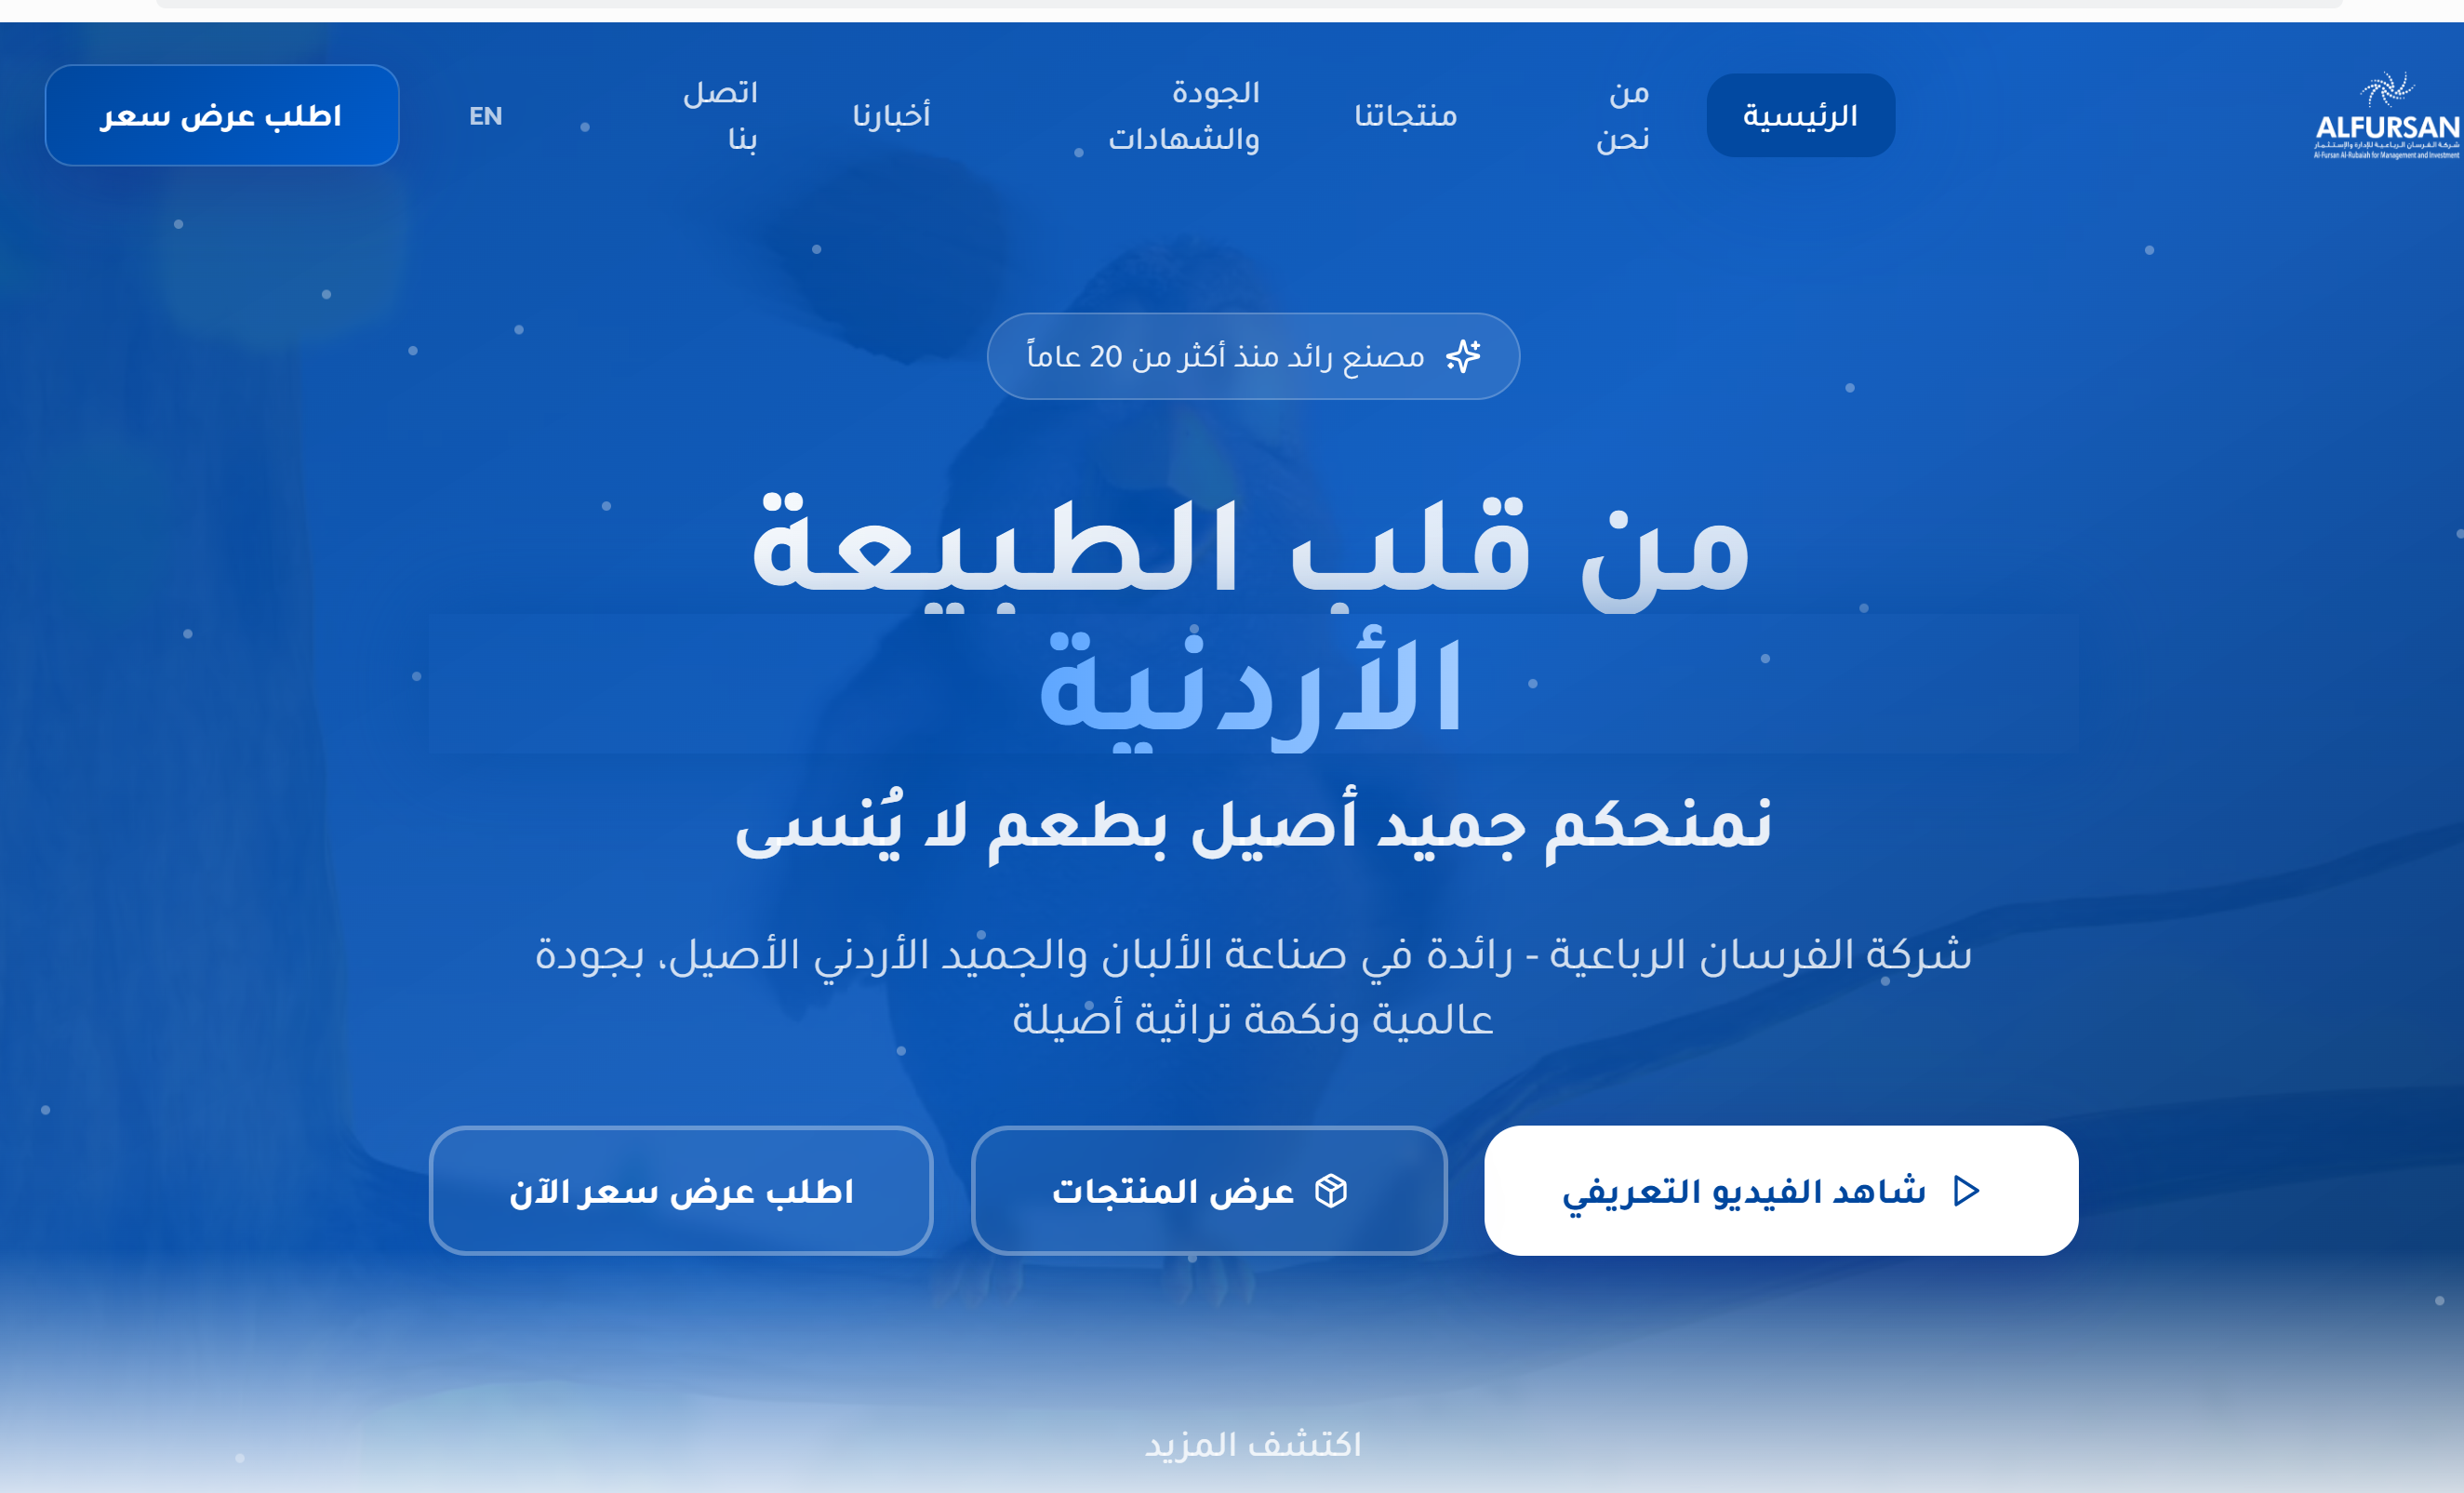 ALFURSAN
شركة الفرسان الرباعية للإدارة والإستثمار
Al-Fursan Al-Rubaiah for Management and Investment
الرئيسية
من
نحن
منتجاتنا
الجودة
والشهادات
أخبارنا
اتصل
بنا
EN
اطلب عرض سعر
مصنع رائد منذ أكثر من 20 عاماً
من قلب الطبيعة
الأردنية
نمنحكم جميد أصيل بطعم لا يُنسى
شركة الفرسان الرباعية - رائدة في صناعة الألبان والجميد الأردني الأصيل، بجودة
عالمية ونكهة تراثية أصيلة
شاهد الفيديو التعريفي
عرض المنتجات
اطلب عرض سعر الآن
اكتشف المزيد